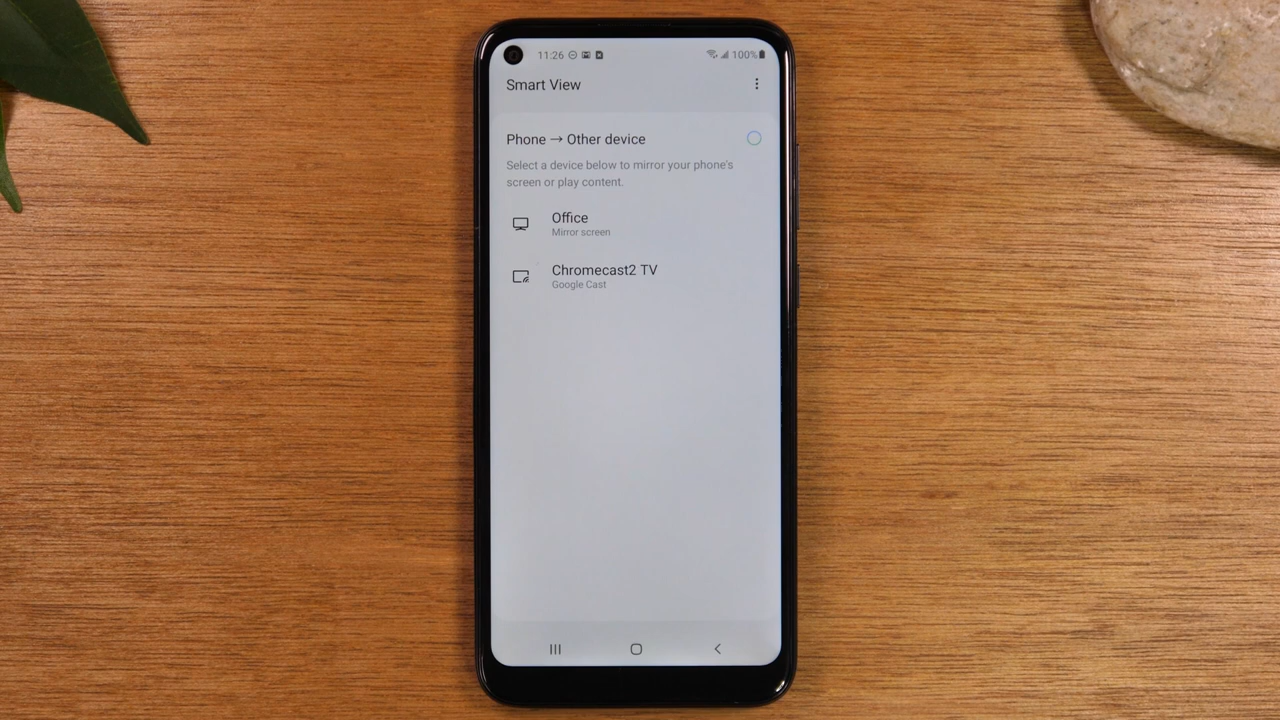 11:26 100%
Smart View
Phone → Other device
Select a device below to mirror your phone's
screen or play content.
Office
Mirror screen
Chromecast2 TV
Google Cast